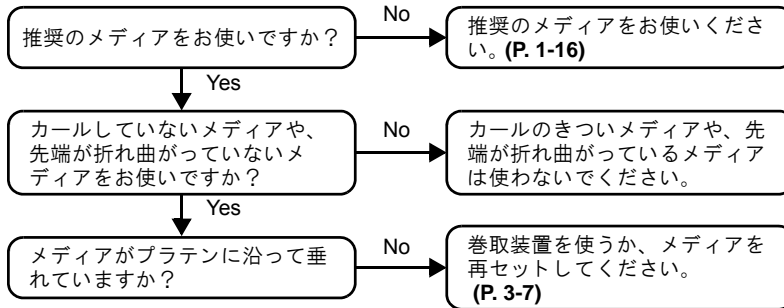 推奨のメディアをお使いですか？
No
推奨のメディアをお使いくださ
い。(P. 1-16)
Yes
カールしていないメディアや、
先端が折れ曲がっていないメ
ディアをお使いですか？
No
カールのきついメディアや、先
端が折れ曲がっているメディア
は使わないでください。
Yes
メディアがプラテンに沿って垂
れていますか？
No
巻取装置を使うか、メディアを
再セットしてください。
(P. 3-7)